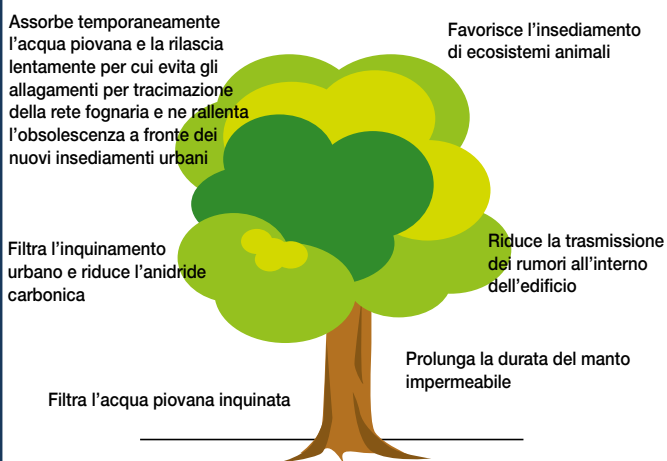 Assorbe temporaneamente
l'acqua piovana e la rilascia
lentamente per cui evita gli
allagamenti per tracimazione
della rete fognaria e ne rallenta
l'obsolescenza a fronte dei
nuovi insediamenti urbani
Favorisce l'insediamento
di ecosistemi animali
Filtra l'inquinamento
urbano e riduce l'anidride
carbonica
Riduce la trasmissione
dei rumori all'interno
dell'edificio
Prolunga la durata del manto
impermeabile
Filtra l'acqua piovana inquinata